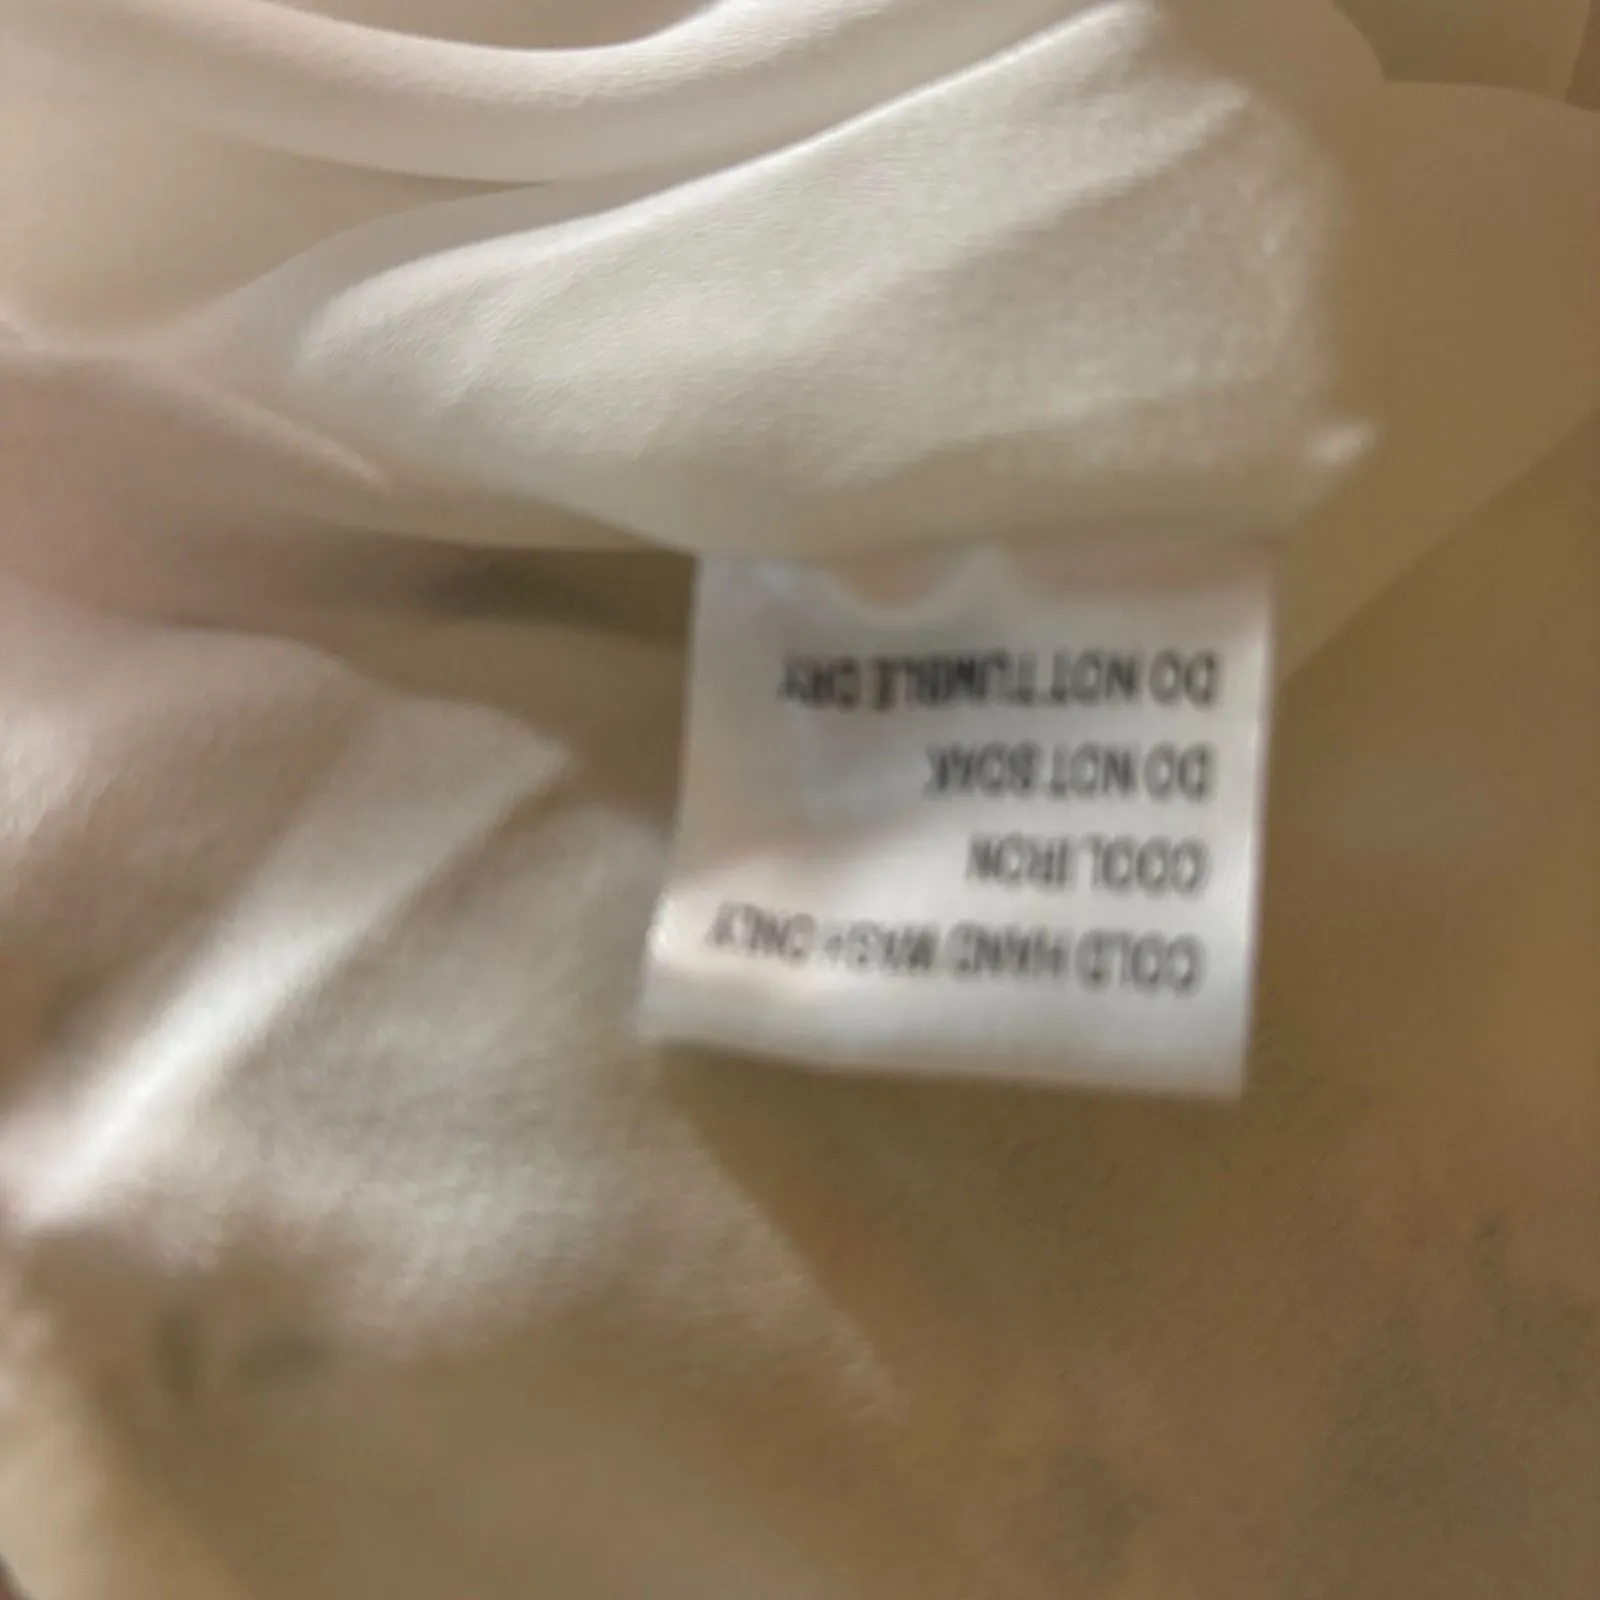 COLD HAND WASH ONLY
COOL IRON
DO NOT SOAK
DO NOT TUMBLE DRY